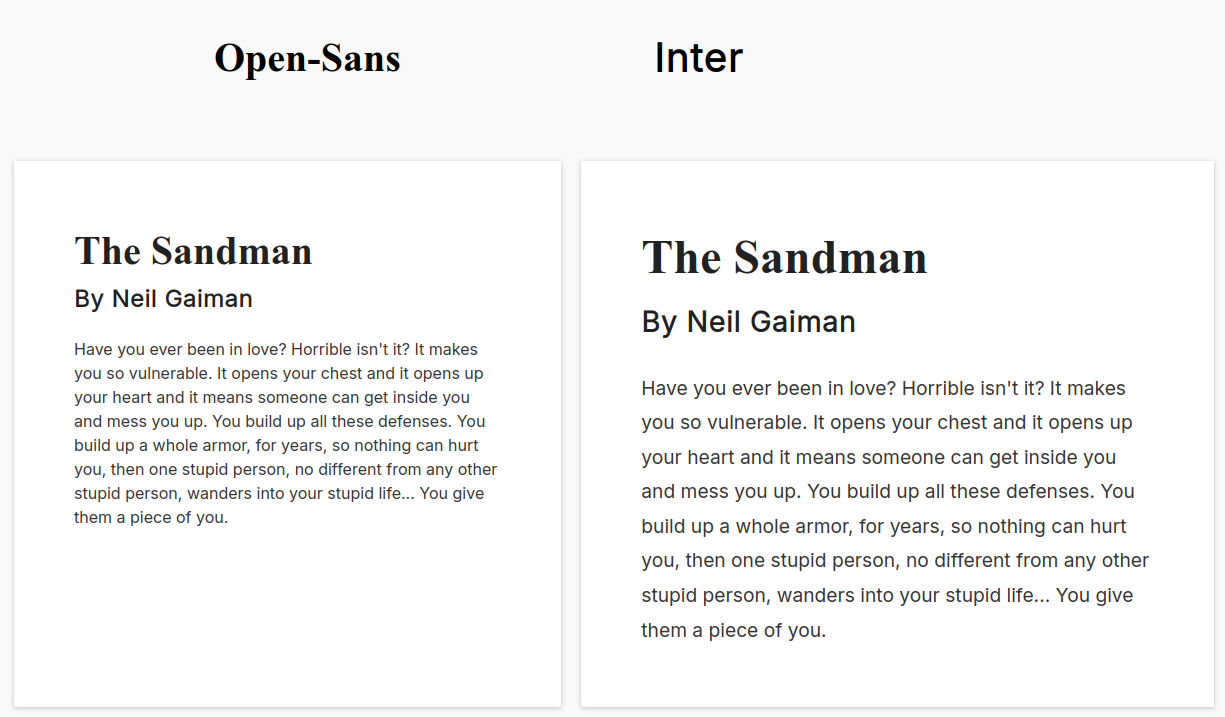 Open-Sans
Inter
The Sandman
By Neil Gaiman
Have you ever been in love? Horrible isn't it? It makes
you so vulnerable. It opens your chest and it opens up
your heart and it means someone can get inside you
and mess you up. You build up all these defenses. You
build up a whole armor, for years, so nothing can hurt
you, then one stupid person, no different from any other
stupid person, wanders into your stupid life... You give
them a piece of you.
The Sandman
By Neil Gaiman
Have you ever been in love? Horrible isn't it? It makes
you so vulnerable. It opens your chest and it opens up
your heart and it means someone can get inside you
and mess you up. You build up all these defenses. You
build up a whole armor, for years, so nothing can hurt
you, then one stupid person, no different from any other
stupid person, wanders into your stupid life... You give
them a piece of you.